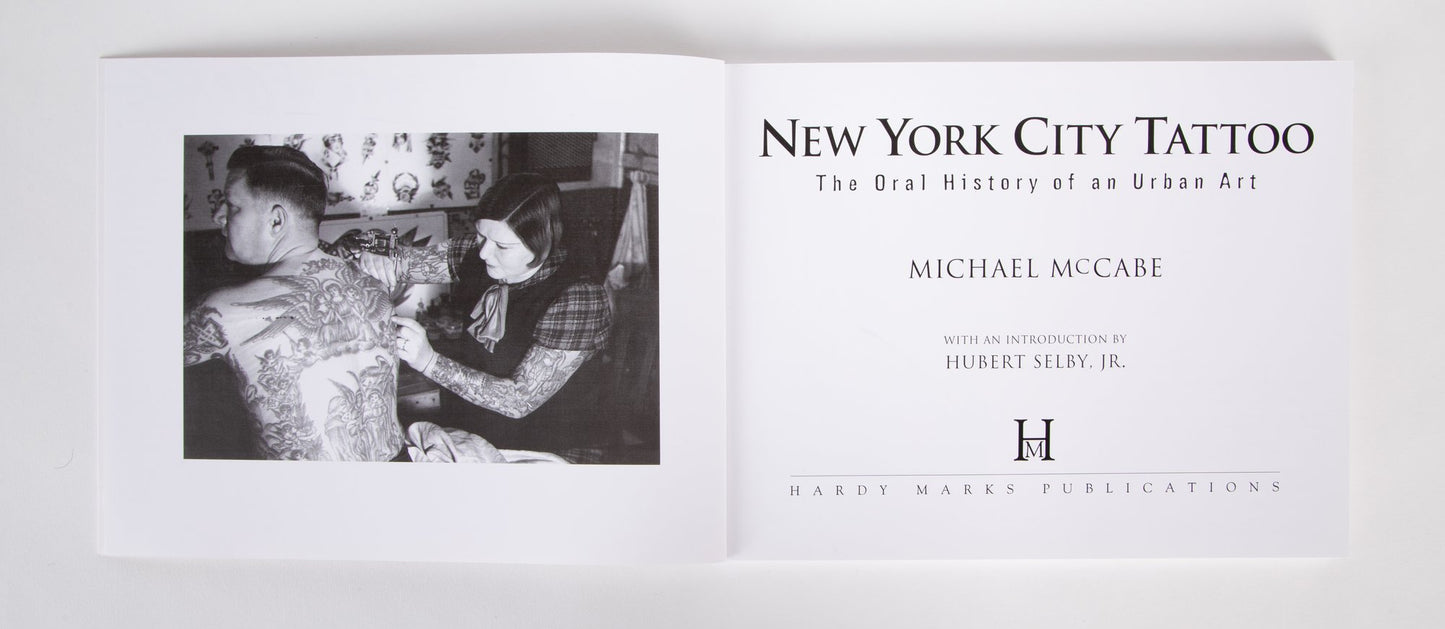 NEW YORK CITY TATTOO
The Oral History of an Urban Art
MICHAEL MCCABE
WITH AN INTRODUCTION BY
HUBERT SELBY, JR.
HM
HARDY MARKS PUBLICATIONS